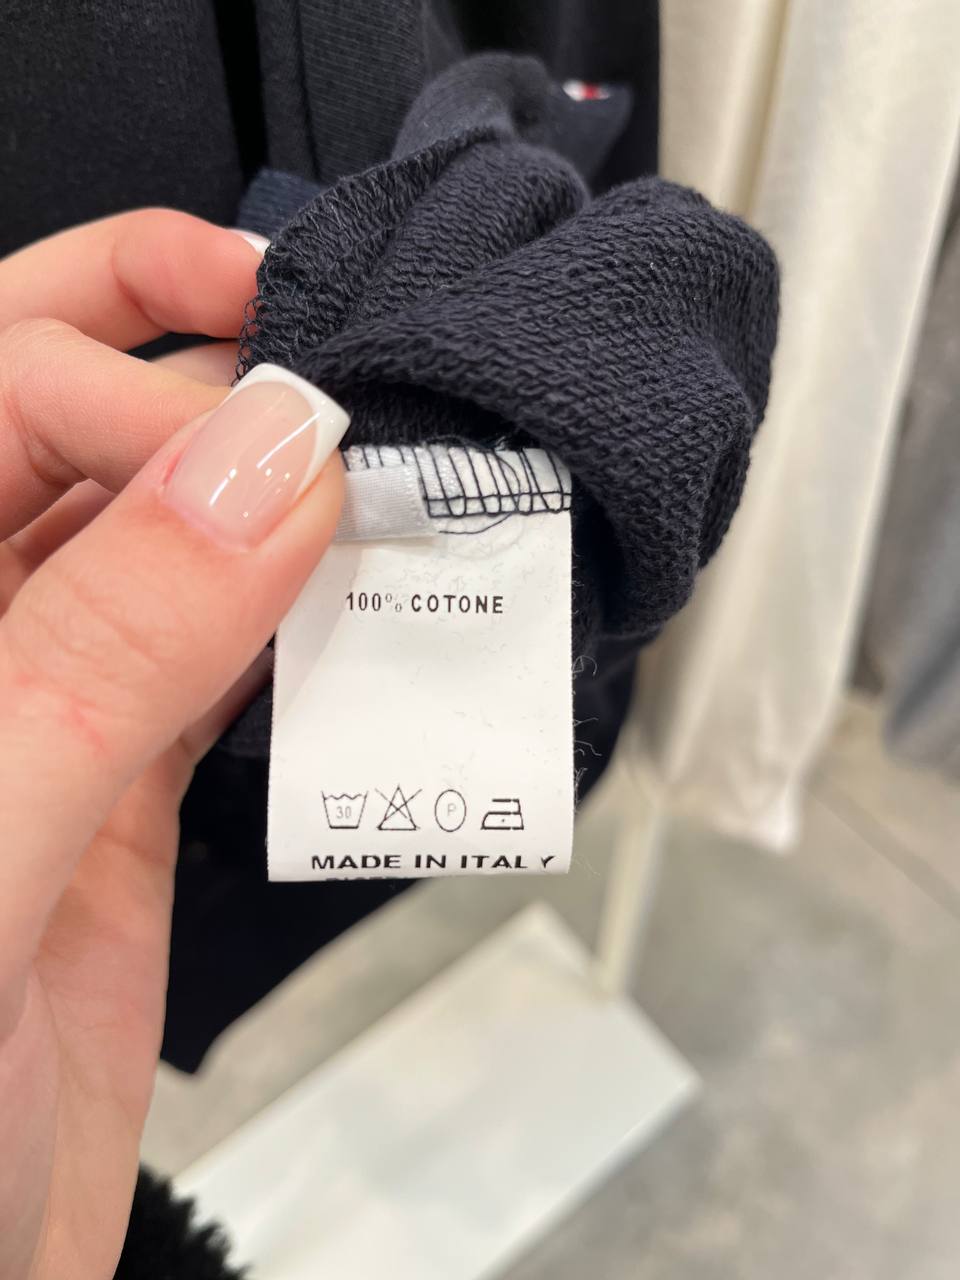 100% COTONE
30
P
MADE IN ITALY